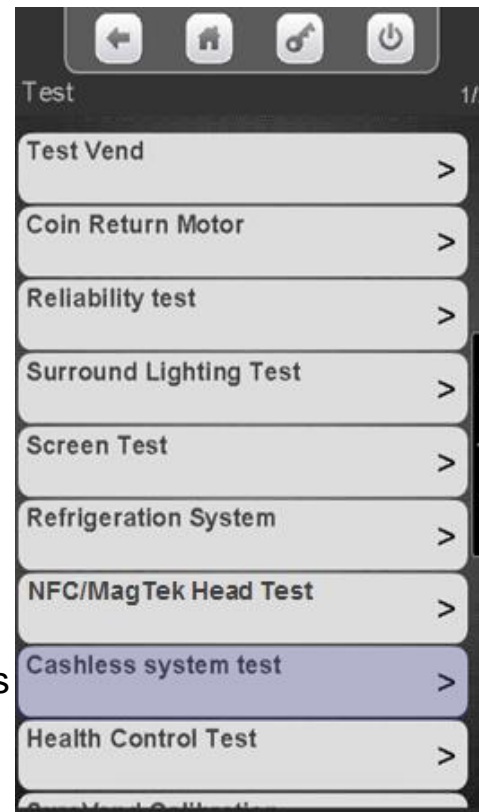 Test 1/
Test Vend >
Coin Return Motor >
Reliability test >
Surround Lighting Test >
Screen Test >
Refrigeration System >
NFC/MagTek Head Test >
s Cashless system test >
Health Control Test >